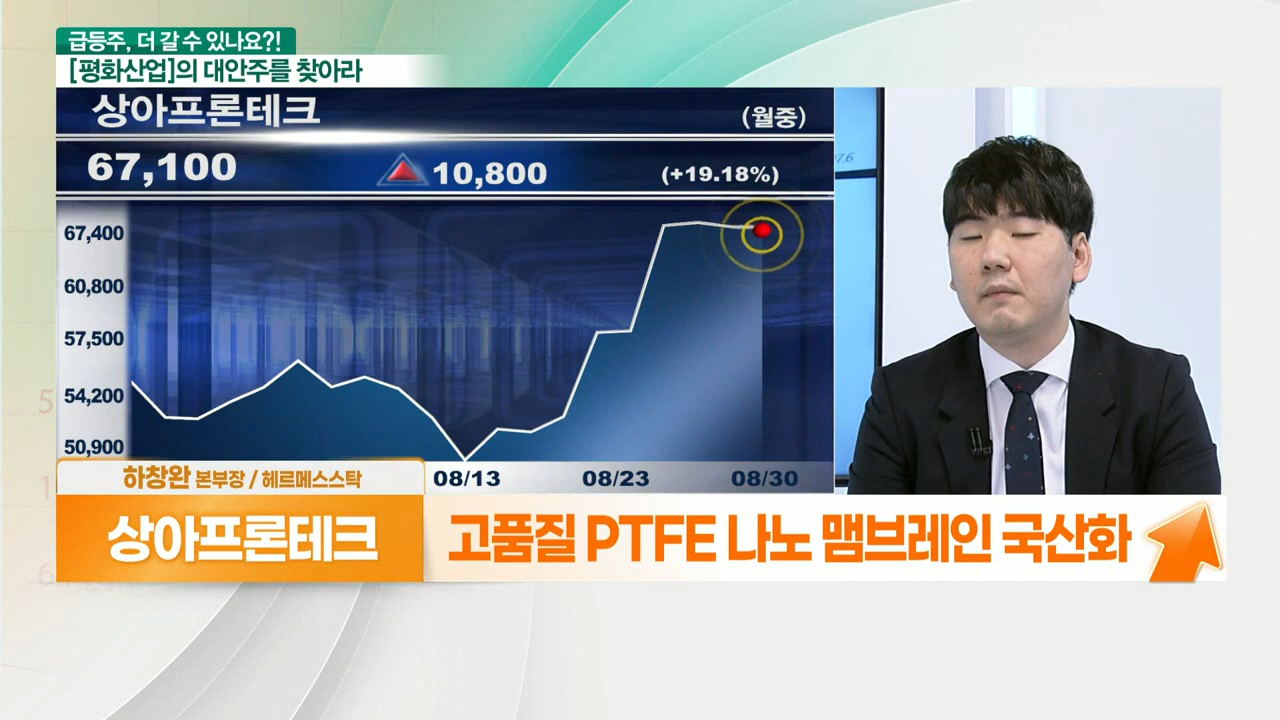 급등주, 더 갈 수 있나요?!
[평화산업]의 대안주를 찾아라
상아프론테크 (월중)
67,100 10,800 (+19.18%)
67,400
60,800
57,500
54,200
50,900
08/13 08/23 08/30
하창완 본부장 / 헤르메스스탁
상아프론테크
고품질 PTFE 나노 맴브레인 국산화